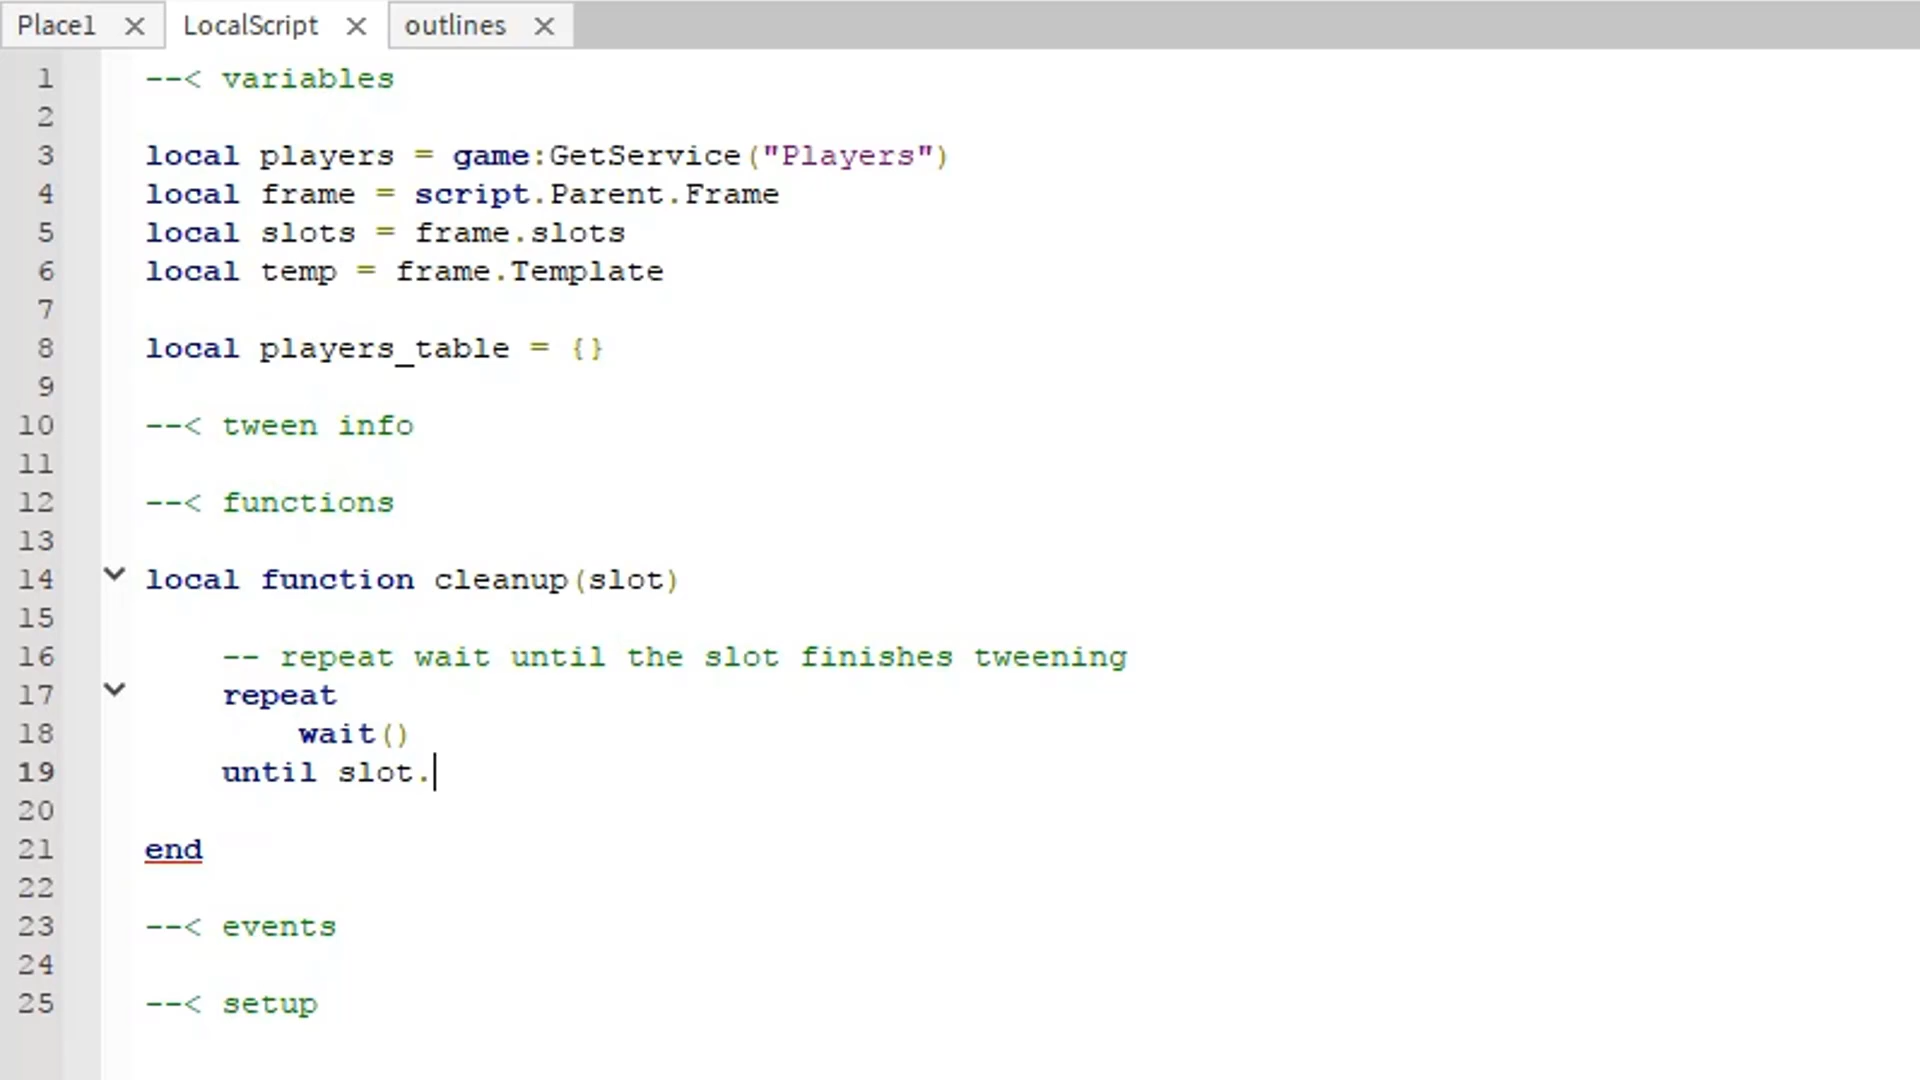 Place1 LocalScript outlines
1 --< variables
2
3 local players = game:GetService("Players")
4 local frame = script.Parent.Frame
5 local slots = frame.slots
6 local temp = frame.Template
7
8 local players_table = {}
9
10 --< tween info
11
12 --< functions
13
14 local function cleanup(slot)
15
16 -- repeat wait until the slot finishes tweening
17 repeat
18 wait()
19 until slot.
20
21 end
22
23 --< events
24
25 --< setup